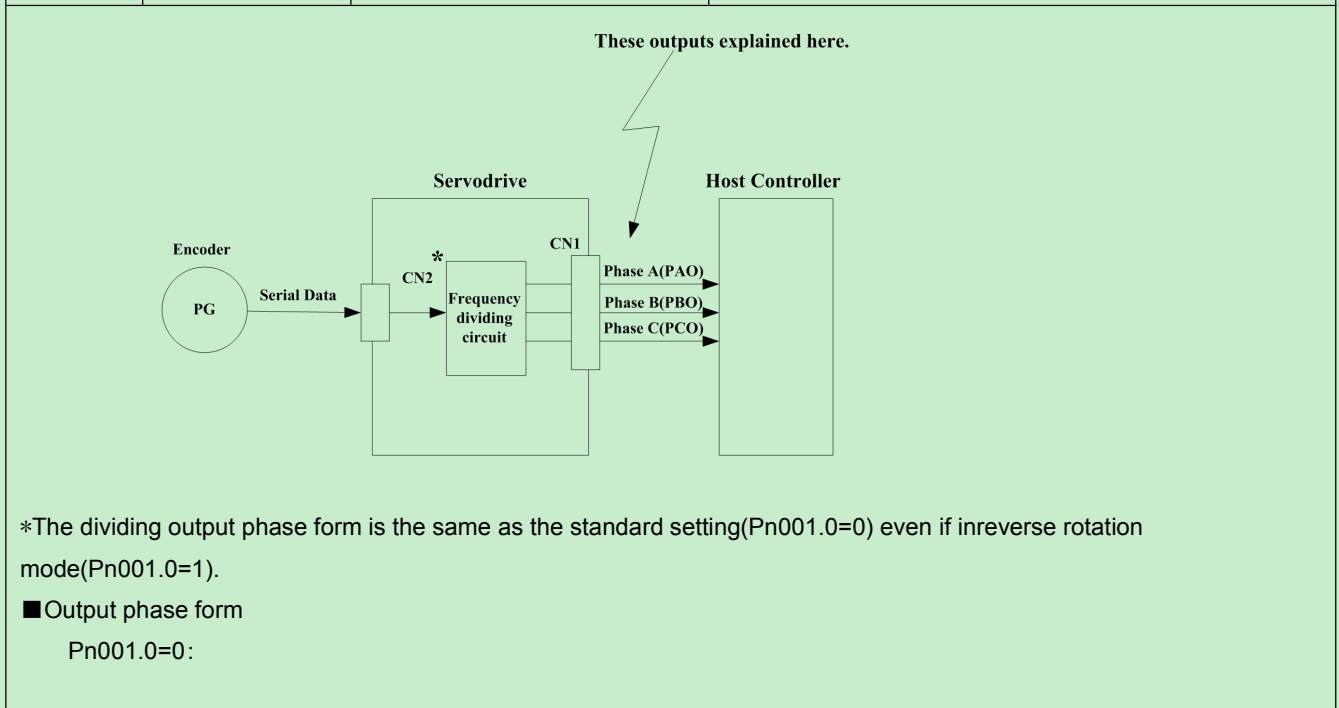 These outputs explained here.
Servodrive
Host Controller
Encoder
PG
Serial Data
CN2
*
CN1
Frequency
dividing
circuit
Phase A(PAO)
Phase B(PBO)
Phase C(PCO)
*The dividing output phase form is the same as the standard setting(Pn001.0=0) even if inreverse rotation
mode(Pn001.0=1).
■Output phase form
Pn001.0=0: